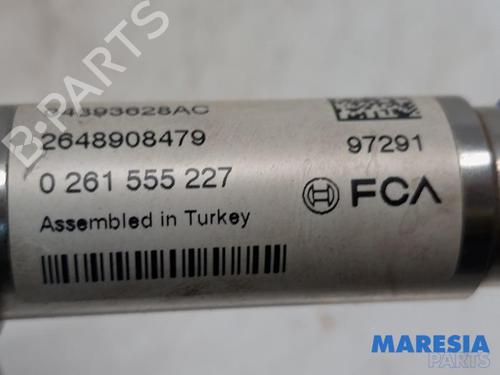 2648908479
97291
0 261 555 227
FCA
Assembled in Turkey
B-PARTS
MARESIA
PARTS